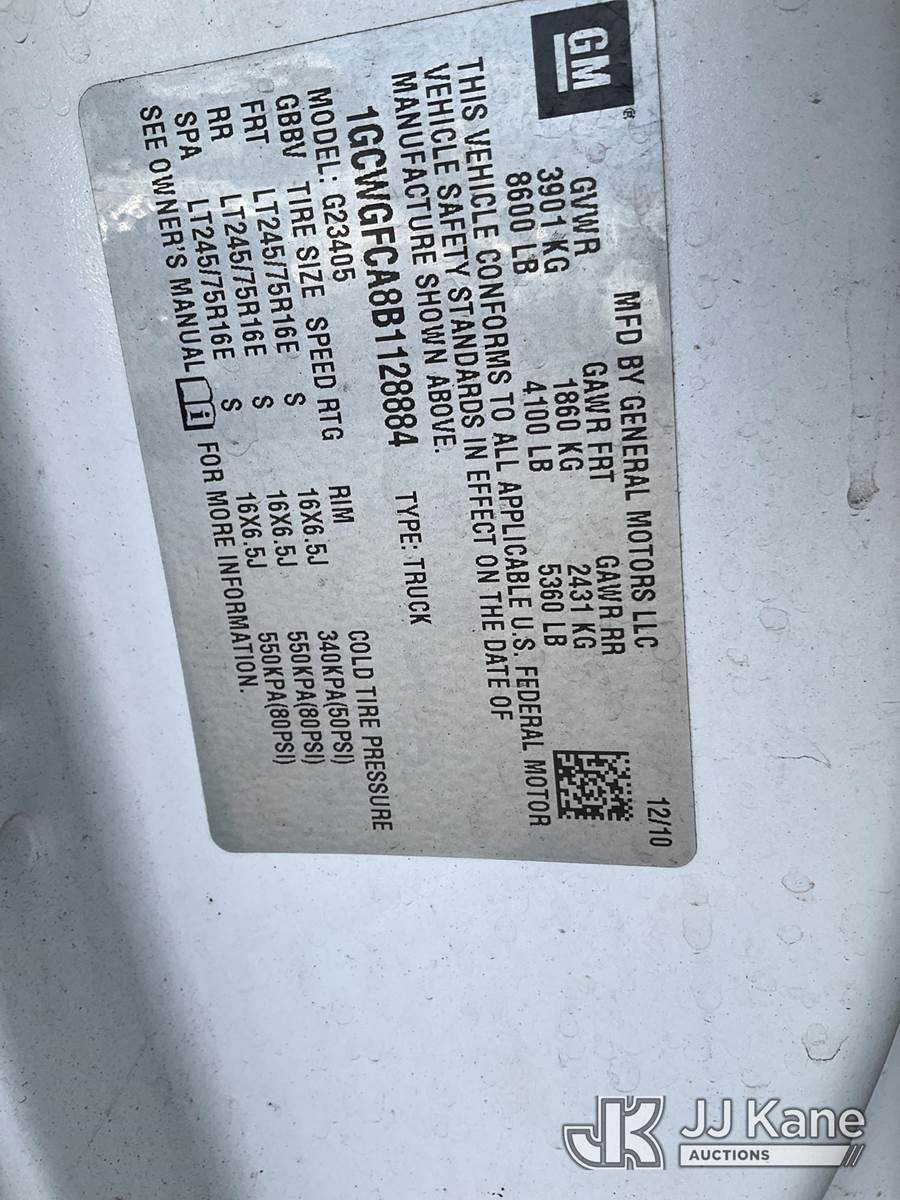 GM
MFD BY GENERAL MOTORS LLC 12/10
GVWR GAWR FRT GAWR RR
3901 KG 1860 KG 2431 KG
8600 LB 4100 LB 5360 LB
THIS VEHICLE CONFORMS TO ALL APPLICABLE U.S. FEDERAL MOTOR
VEHICLE SAFETY STANDARDS IN EFFECT ON THE DATE OF
MANUFACTURE SHOWN ABOVE.
1GCWGFCA8B1128884 TYPE: TRUCK
MODEL: G23405
GBBV TIRE SIZE SPEED RTG RIM COLD TIRE PRESSURE
FRT LT245/75R16E S 16X6.5J 340KPA(50PSI)
RR LT245/75R16E S 16X6.5J 550KPA(80PSI)
SPA LT245/75R16E S 16X6.5J 550KPA(80PSI)
SEE OWNER'S MANUAL i FOR MORE INFORMATION.
JK JJ Kane
AUCTIONS